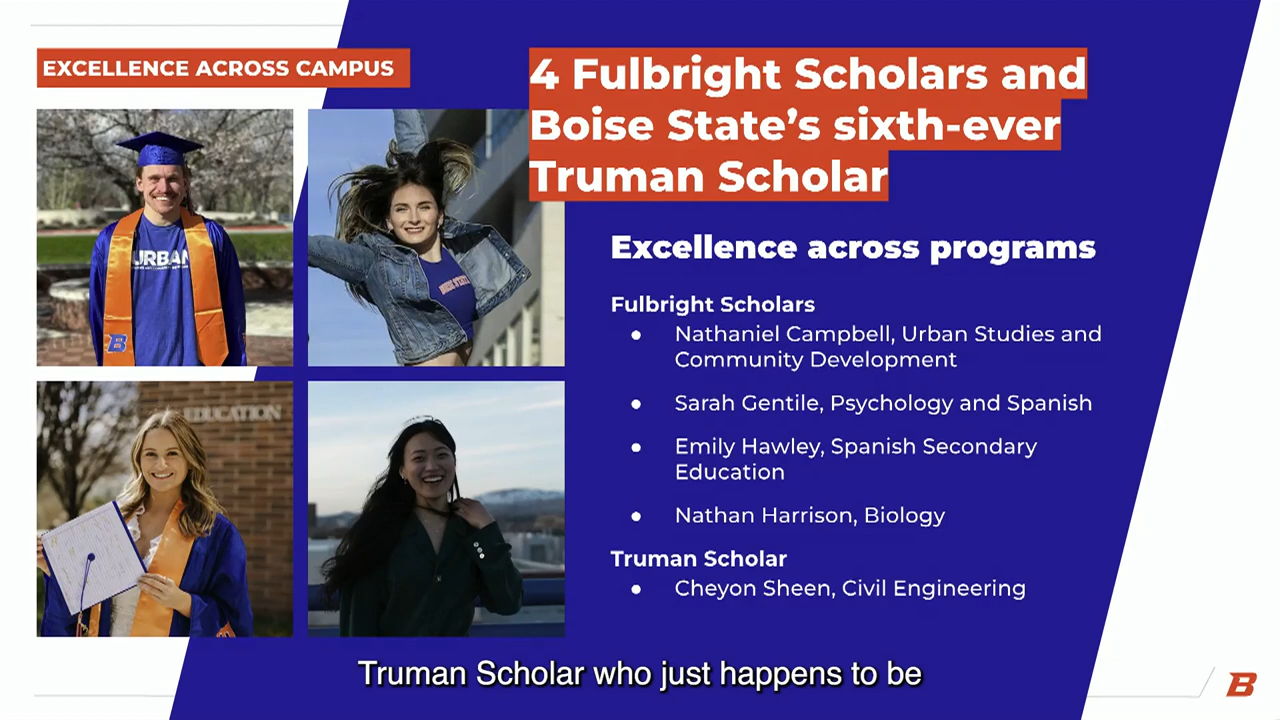 EXCELLENCE ACROSS CAMPUS
4 Fulbright Scholars and
Boise State’s sixth-ever
Truman Scholar
Excellence across programs
Fulbright Scholars
● Nathaniel Campbell, Urban Studies and
Community Development
● Sarah Gentile, Psychology and Spanish
● Emily Hawley, Spanish Secondary
Education
● Nathan Harrison, Biology
Truman Scholar
● Cheyon Sheen, Civil Engineering
URBAN
B
BOISE STATE
EDUCATION
Truman Scholar who just happens to be
B